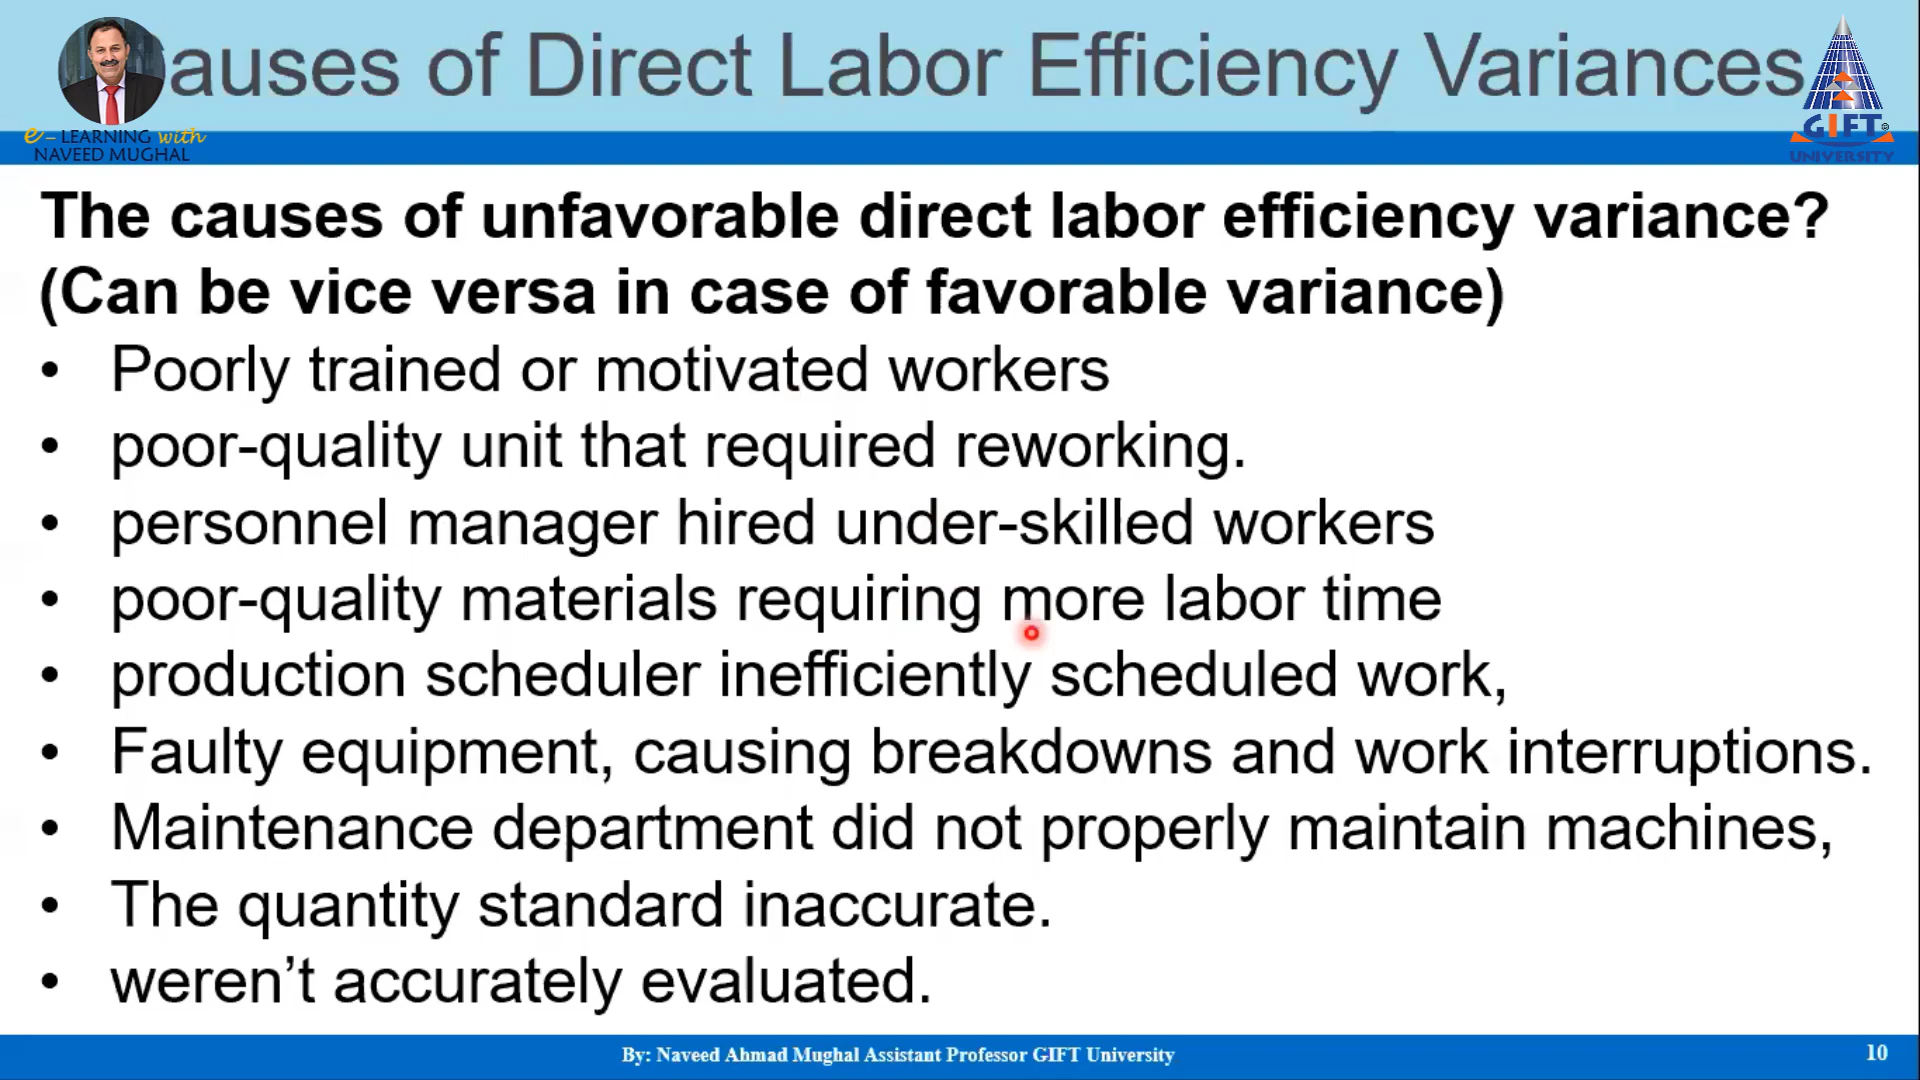 auses of Direct Labor Efficiency Variances
e – LEARNING with
NAVEED MUGHAL
GIFT
UNIVERSITY
The causes of unfavorable direct labor efficiency variance?
(Can be vice versa in case of favorable variance)
• Poorly trained or motivated workers
• poor-quality unit that required reworking.
• personnel manager hired under-skilled workers
• poor-quality materials requiring more labor time
• production scheduler inefficiently scheduled work,
• Faulty equipment, causing breakdowns and work interruptions.
• Maintenance department did not properly maintain machines,
• The quantity standard inaccurate.
• weren’t accurately evaluated.
By: Naveed Ahmad Mughal Assistant Professor GIFT University
10